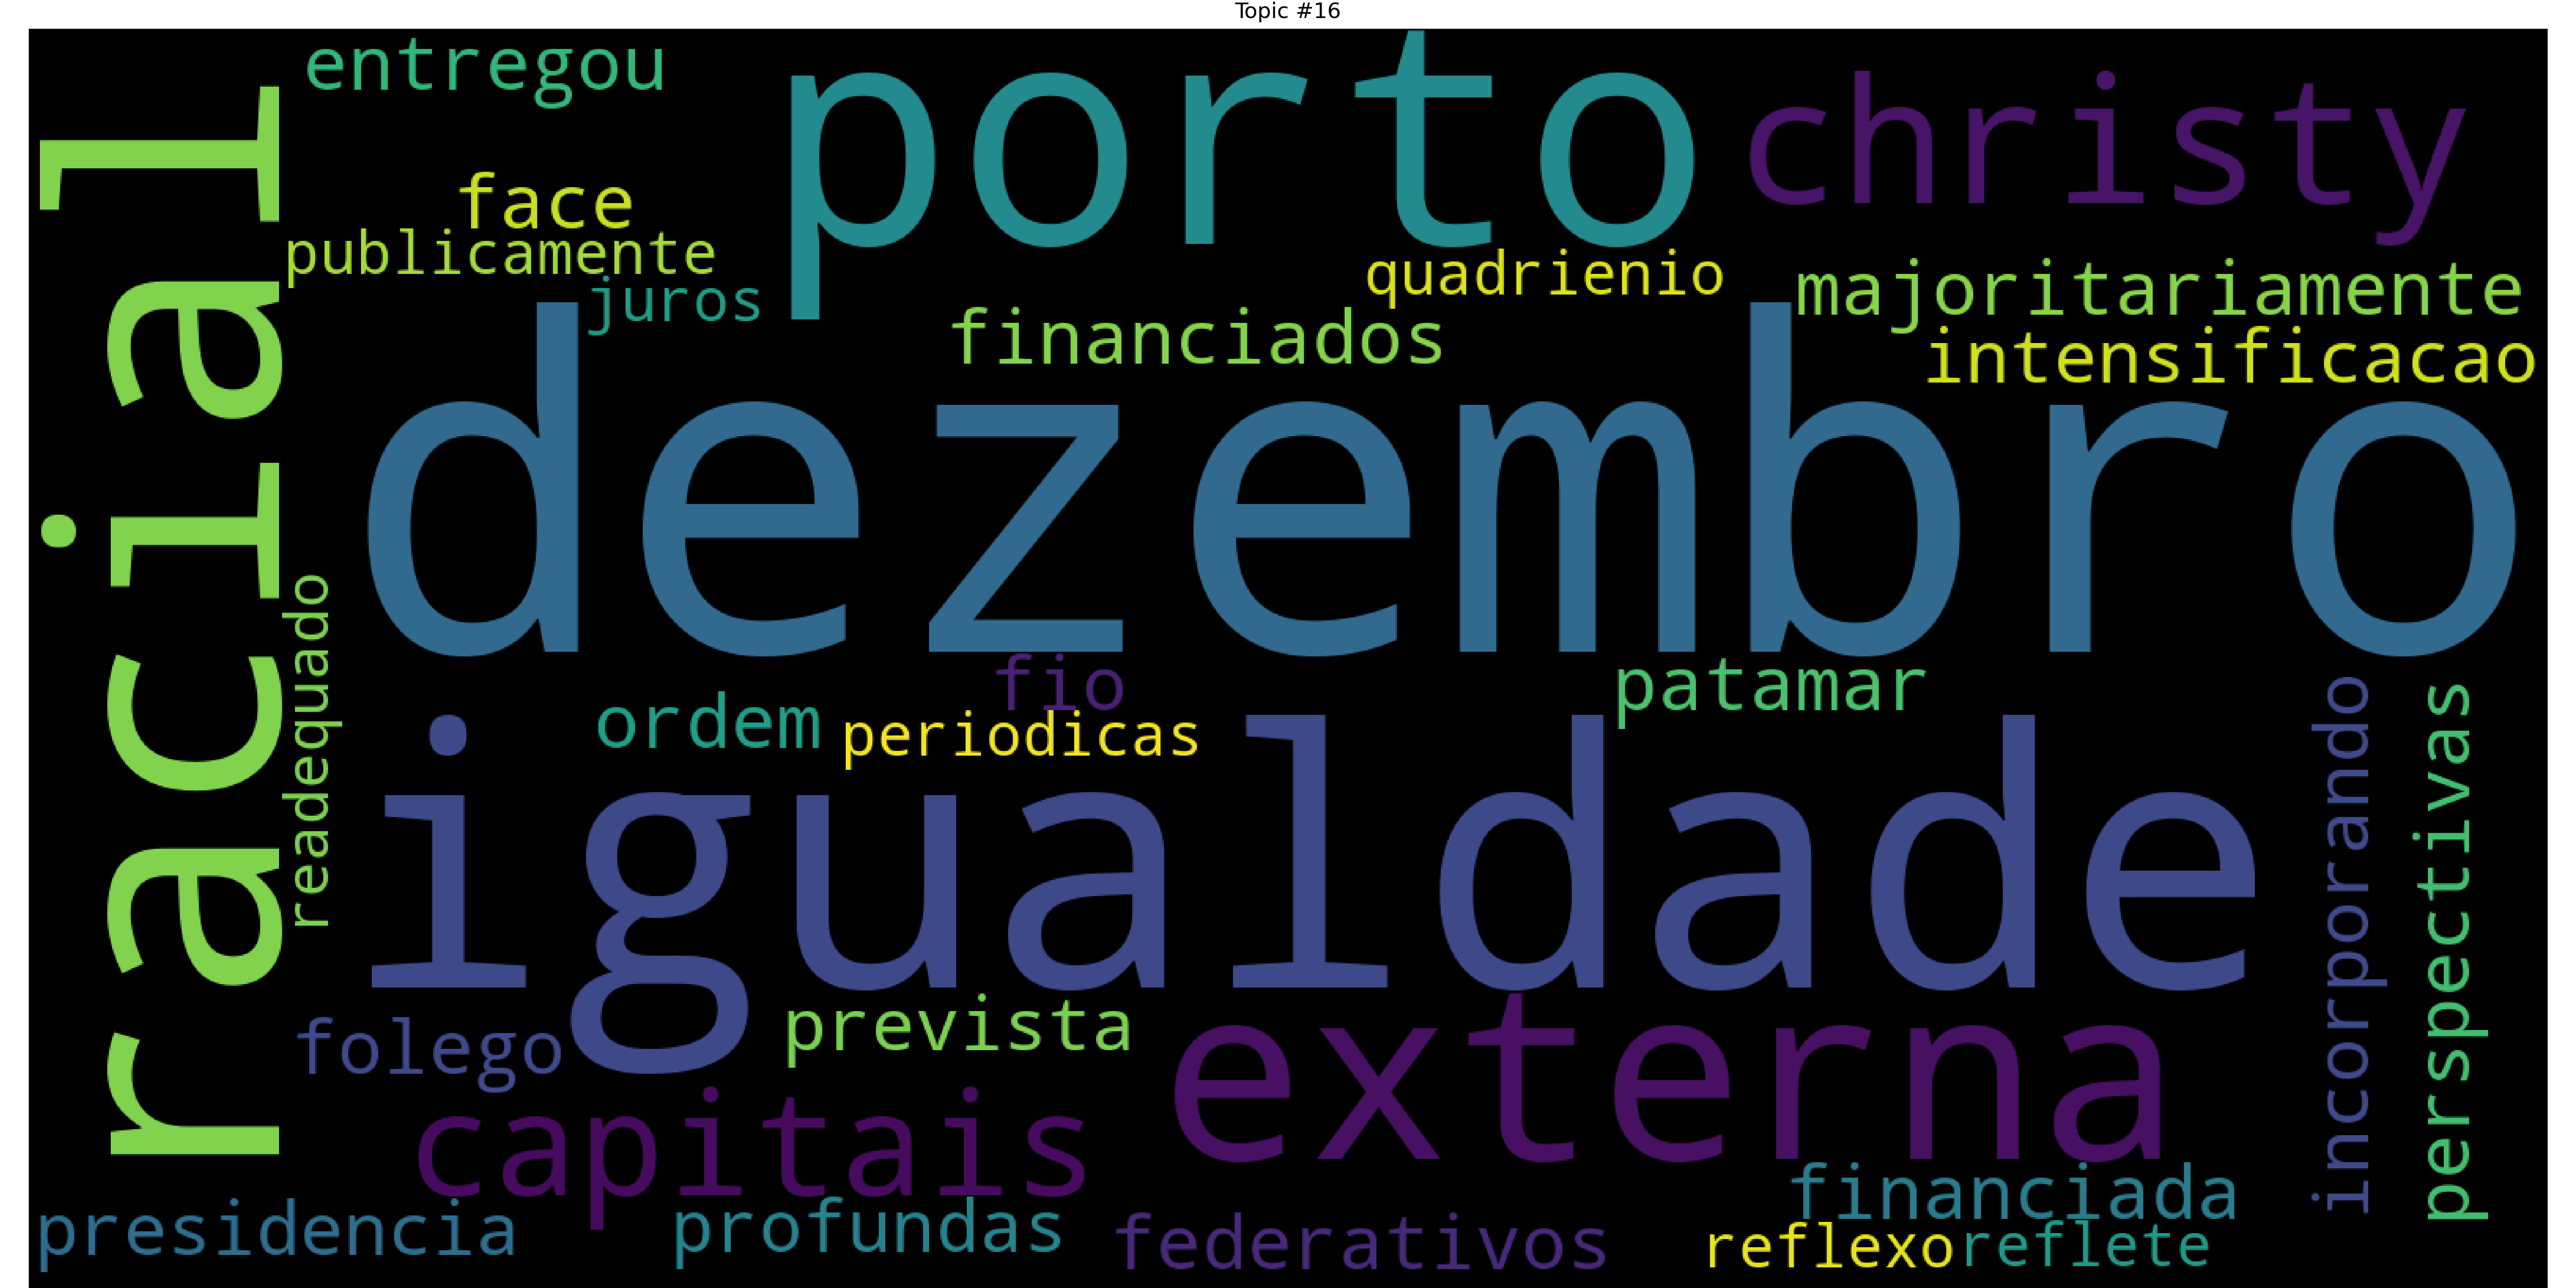 Topic #16
entregou
porto
christy
racial
face
publicamente
juros
quadrienio
majoritariamente
financiados
intensificacao
dezembro
readequado
fio
patamar
ordem
periodicas
igualdade
incorporando
perspectivas
folego
prevista
externa
capitais
financiada
presidencia
profundas
federativos
reflexo
reflete